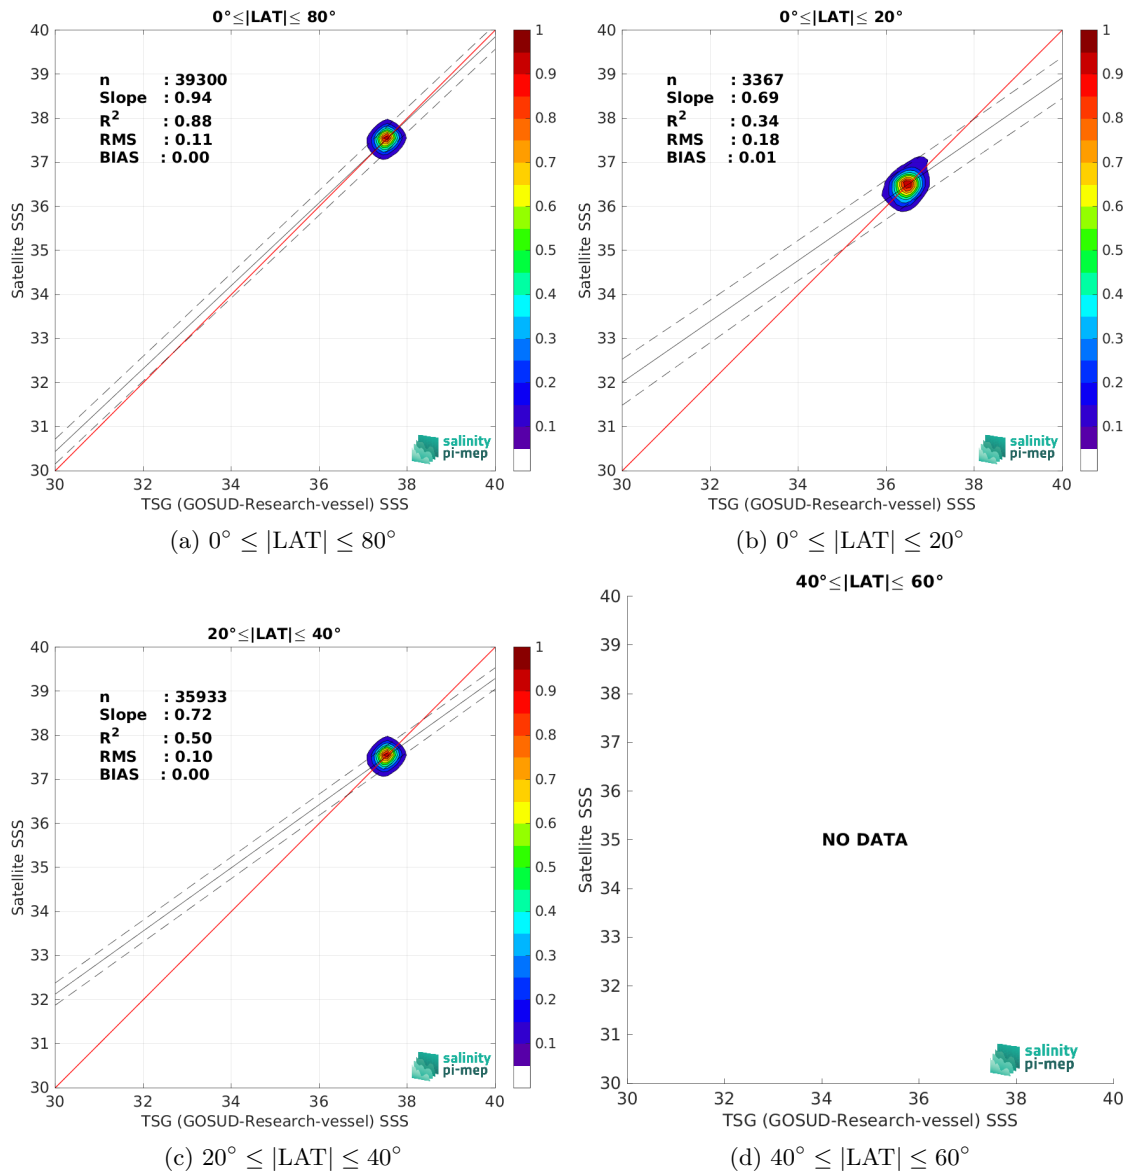 0°≤|LAT|≤ 80°
40
39
38
37
36
35
34
33
32
31
30
Satellite SSS
n : 39300
Slope : 0.94
R² : 0.88
RMS : 0.11
BIAS : 0.00
salinity
pi-mep
30 32 34 36 38 40
TSG (GOSUD-Research-vessel) SSS
1
0.9
0.8
0.7
0.6
0.5
0.4
0.3
0.2
0.1
(a) 0° ≤ |LAT| ≤ 80°
0°≤|LAT|≤ 20°
40
39
38
37
36
35
34
33
32
31
30
Satellite SSS
n : 3367
Slope : 0.69
R² : 0.34
RMS : 0.18
BIAS : 0.01
salinity
pi-mep
30 32 34 36 38 40
TSG (GOSUD-Research-vessel) SSS
1
0.9
0.8
0.7
0.6
0.5
0.4
0.3
0.2
0.1
(b) 0° ≤ |LAT| ≤ 20°
20°≤|LAT|≤ 40°
40
39
38
37
36
35
34
33
32
31
30
Satellite SSS
n : 35933
Slope : 0.72
R² : 0.50
RMS : 0.10
BIAS : 0.00
salinity
pi-mep
30 32 34 36 38 40
TSG (GOSUD-Research-vessel) SSS
1
0.9
0.8
0.7
0.6
0.5
0.4
0.3
0.2
0.1
(c) 20° ≤ |LAT| ≤ 40°
40°≤|LAT|≤ 60°
40
39
38
37
36
35
34
33
32
31
30
Satellite SSS
NO DATA
salinity
pi-mep
30 32 34 36 38 40
TSG (GOSUD-Research-vessel) SSS
(d) 40° ≤ |LAT| ≤ 60°